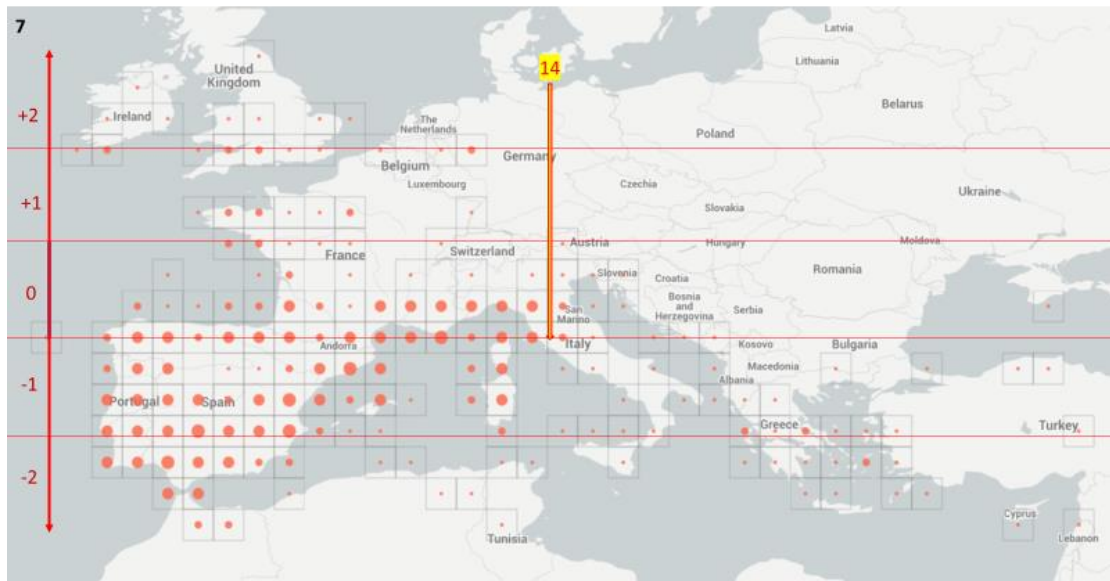 7
Latvia
14
Lithuania
United
Kingdom
+2
Ireland
Belarus
The
Netherlands
Poland
Belgium
Germany
Luxembourg
Czechia
Ukraine
+1
Slovakia
Austria
Hungary
Moldova
Switzerland
France
Slovenia
Romania
Croatia
0
Bosnia
and
Herzegovina
San
Marino
Serbia
Andorra
Italy
Kosovo
Bulgaria
Macedonia
-1
Albania
Portugal
Spain
Greece
Turkey
-2
Cyprus
Tunisia
Lebanon